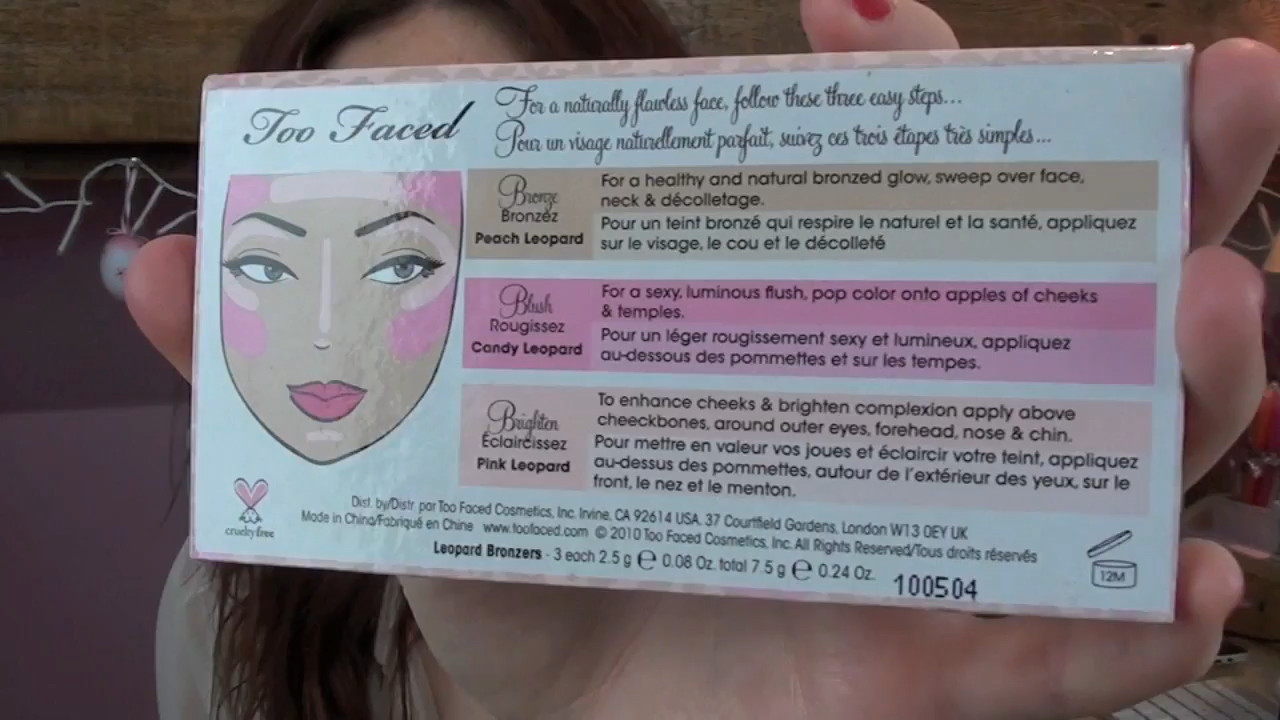 Too Faced
For a naturally flawless face, follow these three easy steps...
Pour un visage naturellement parfait, suivez ces trois étapes très simples...
Bronze
Bronzez
Peach Leopard
For a healthy and natural bronzed glow, sweep over face,
neck & décolletage.
Pour un teint bronzé qui respire le naturel et la santé, appliquez
sur le visage, le cou et le décolleté
Blush
Rougissez
Candy Leopard
For a sexy, luminous flush, pop color onto apples of cheeks
& temples.
Pour un léger rougissement sexy et lumineux, appliquez
au-dessous des pommettes et sur les tempes.
Brighten
Éclaircissez
Pink Leopard
To enhance cheeks & brighten complexion apply above
cheeckbones, around outer eyes, forehead, nose & chin.
Pour mettre en valeur vos joues et éclaircir votre teint, appliquez
au-dessus des pommettes, autour de l'extérieur des yeux, sur le
front, le nez et le menton.
cruelty free
Dist. by/Distr. par Too Faced Cosmetics, Inc. Irvine, CA 92614 USA. 37 Courtfield Gardens, London W13 0EY UK
Made in China/Fabriqué en Chine www.toofaced.com © 2010 Too Faced Cosmetics, Inc. All Rights Reserved/Tous droits réservés
Leopard Bronzers - 3 each 2.5 g ℮ 0.08 Oz. total 7.5 g ℮ 0.24 Oz.
100504
12M